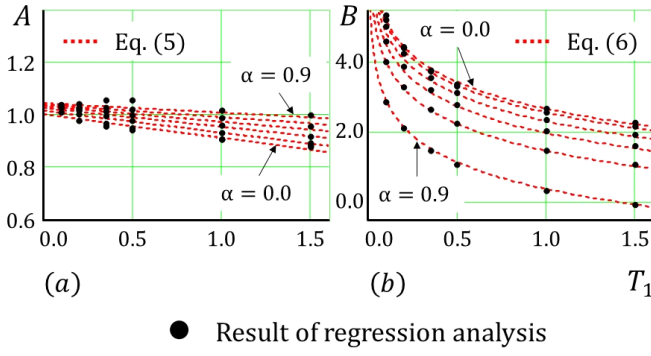 A
B
Eq. (5)
α = 0.0
Eq. (6)
1.2
4.0
α = 0.9
1.0
2.0
0.8
α = 0.0
α = 0.9
0.0
0.6
0.0 0.5 1.0 1.5
0.0 0.5 1.0 1.5
(a)
(b)
T₁
Result of regression analysis